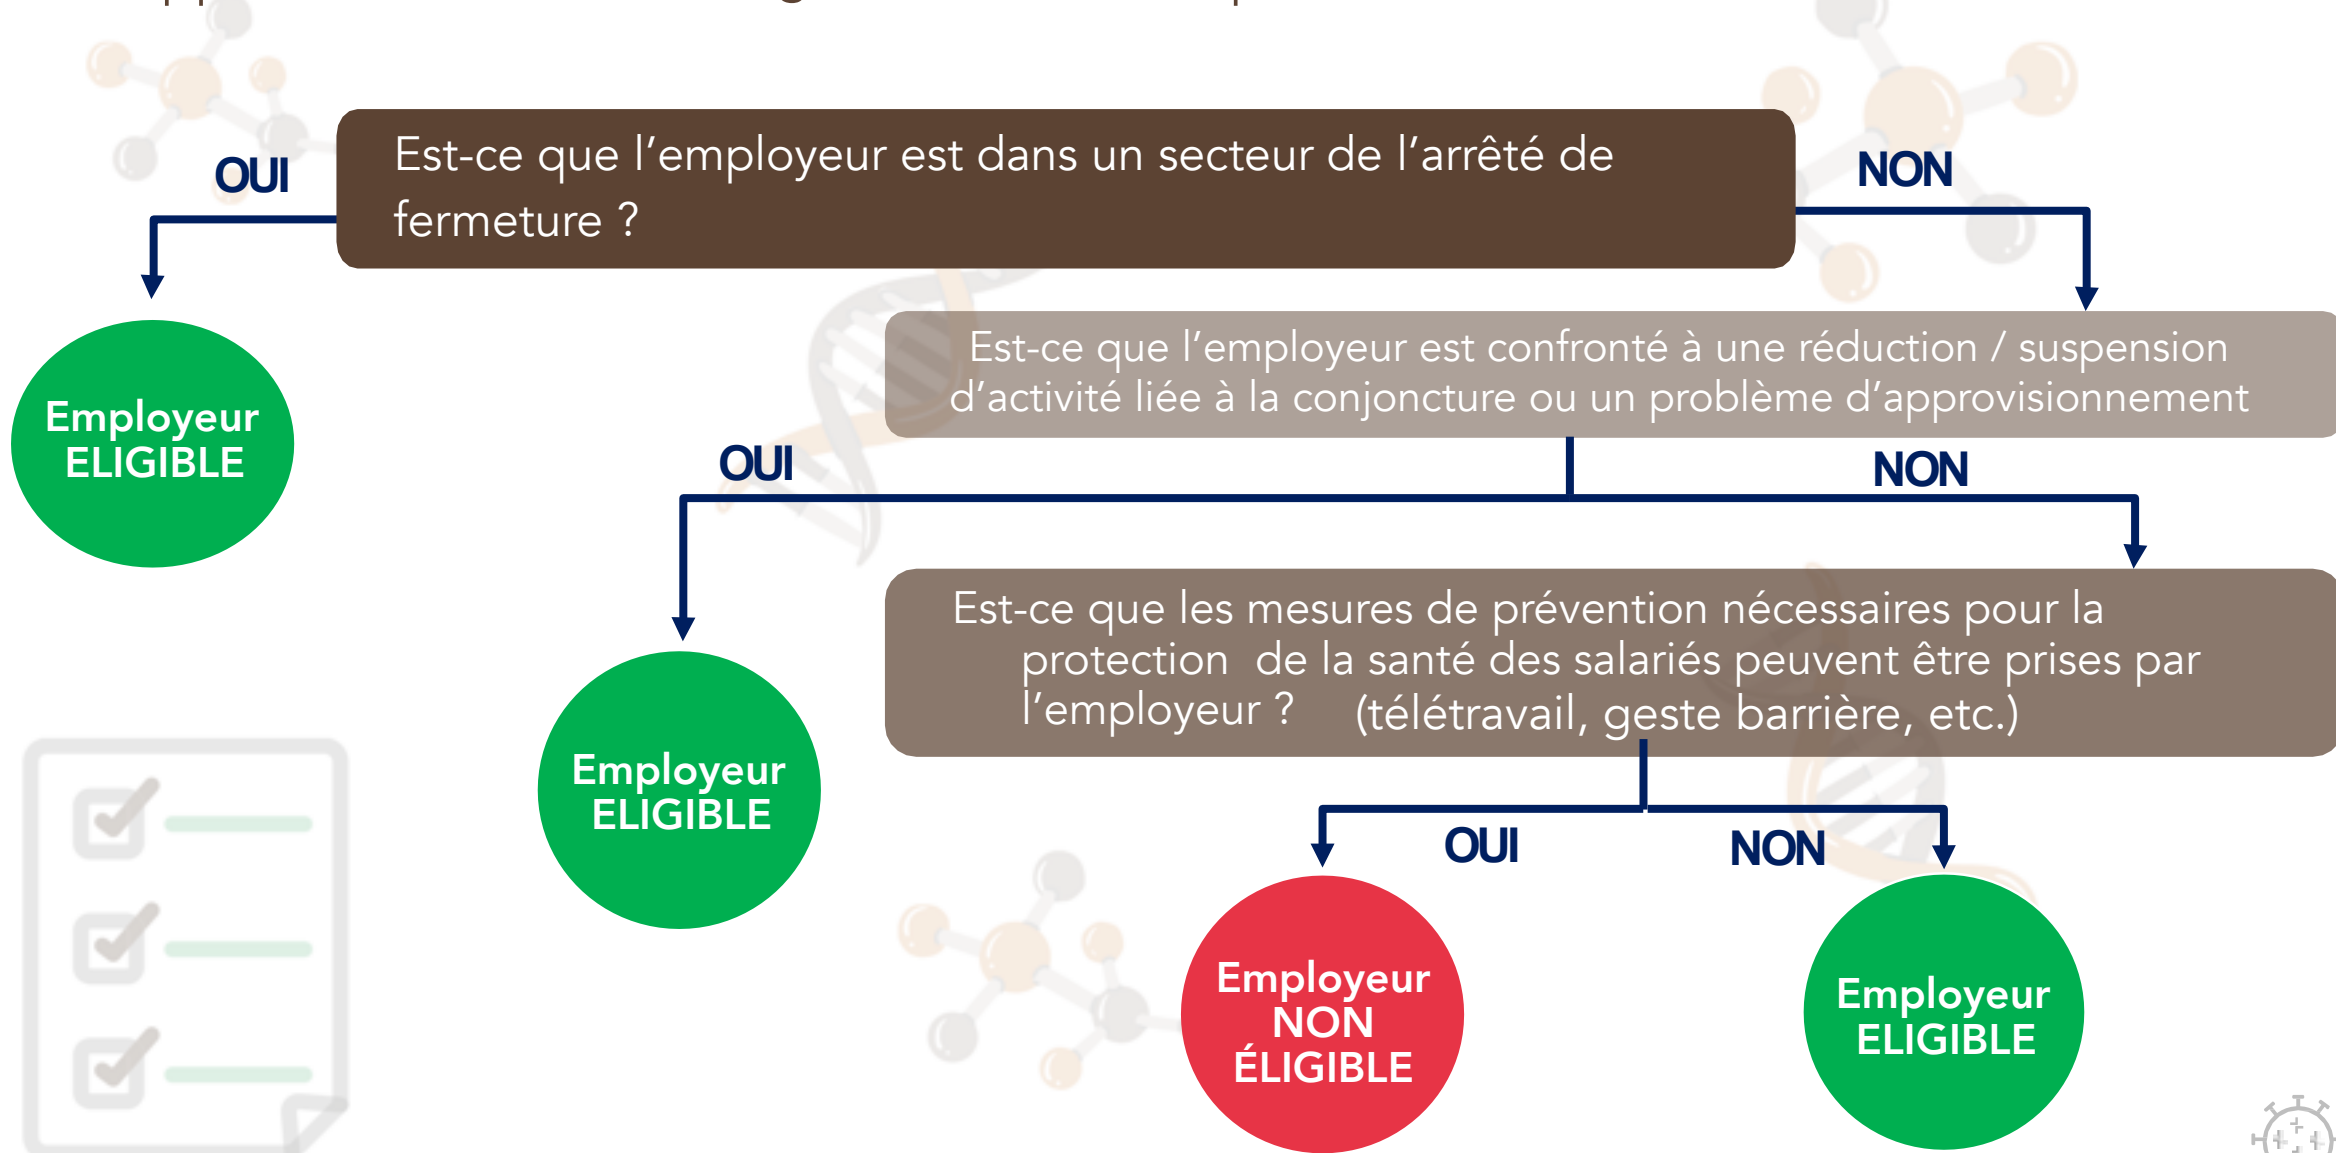 OUI
Est-ce que l'employeur est dans un secteur de l'arrêté de
fermeture ?
NON
Employeur
ELIGIBLE
Est-ce que l'employeur est confronté à une réduction / suspension
d'activité liée à la conjoncture ou un problème d'approvisionnement
OUI
NON
Est-ce que les mesures de prévention nécessaires pour la
protection de la santé des salariés peuvent être prises par
l'employeur ? (télétravail, geste barrière, etc.)
Employeur
ELIGIBLE
OUI
NON
Employeur
NON
ÉLIGIBLE
Employeur
ELIGIBLE